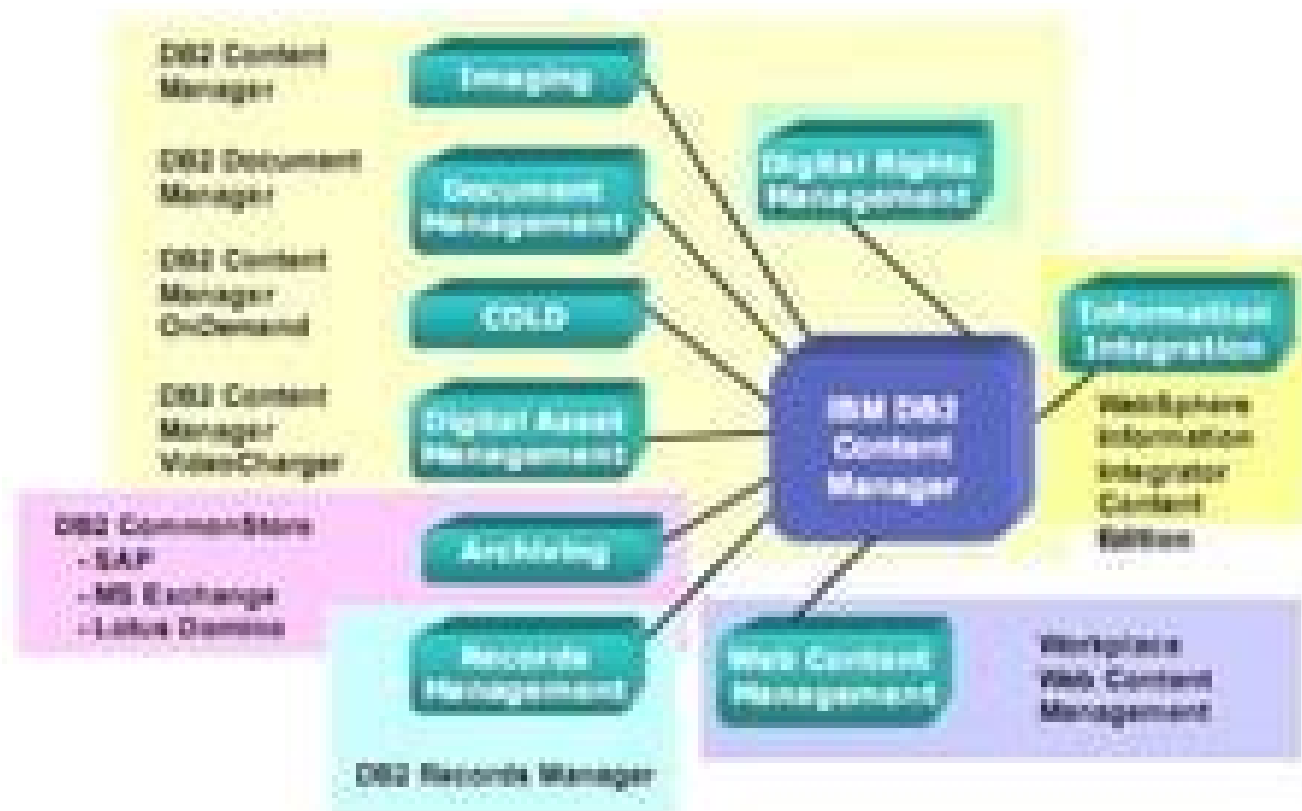 DB2 Content
Manager
Imaging
DB2 Document
Manager
Document
Management
DB2 Content
Manager
OnDemand
COLD
DB2 Content
Manager
VideoCharger
Digital Asset
Management
DB2 CommonStore
-SAP
-MS Exchange
-Lotus Domino
Archiving
Records
Management
DB2 Records Manager
Digital Rights
Management
IBM DB2
Content
Manager
Information
Integration
WebSphere
Information
Integrator
Content
Edition
Web Content
Management
Workplace
Web Content
Management